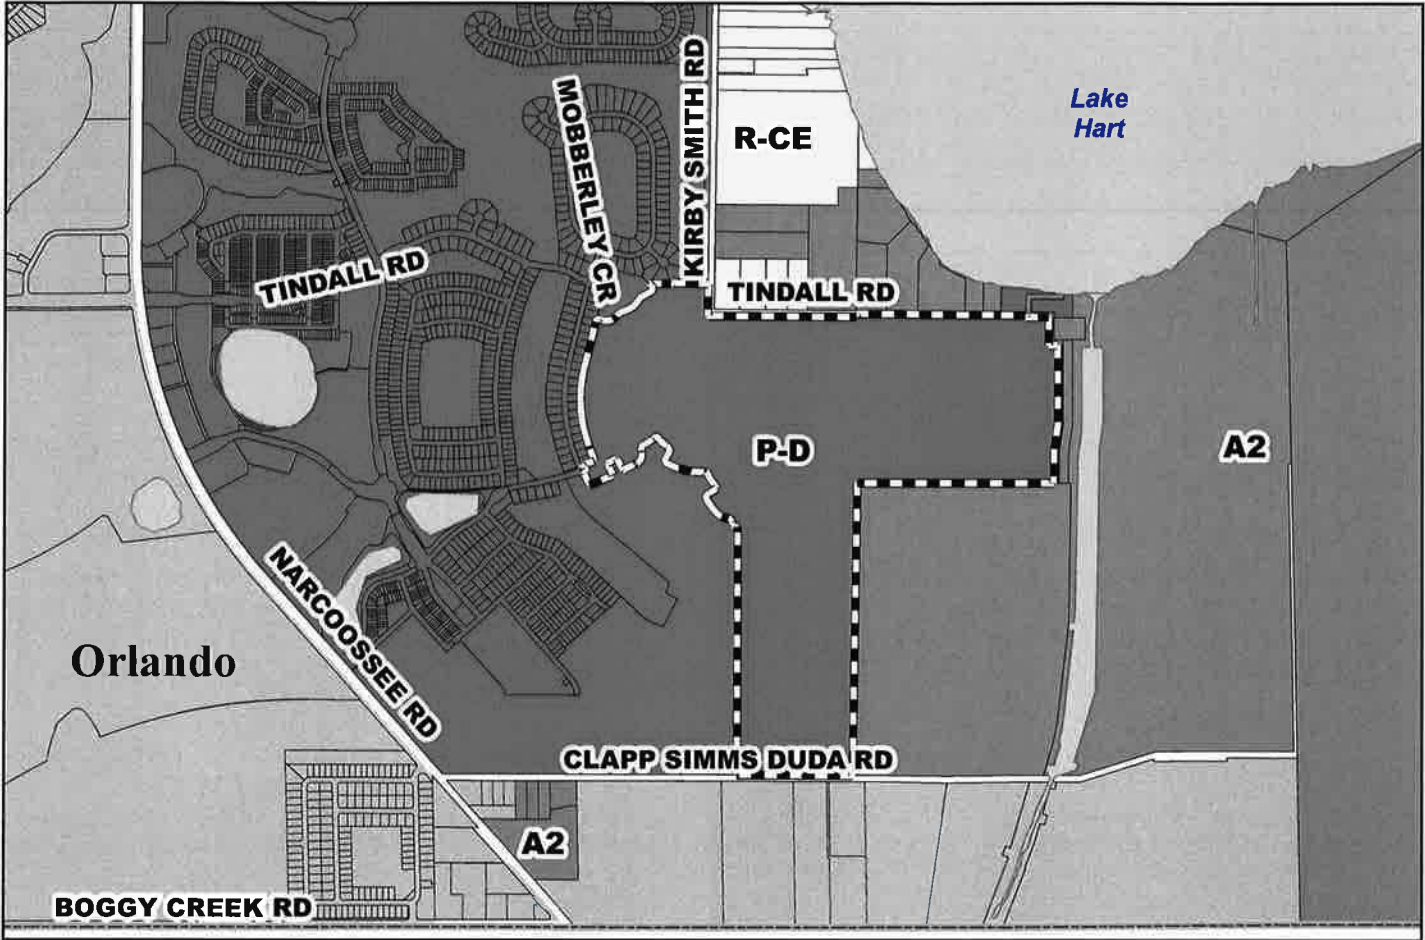 Lake
Hart
R-CE
KIRBY SMITH RD
MOBBERLEY CR
TINDALL RD
TINDALL RD
P-D
A2
NARCOOSSEE RD
Orlando
CLAPP SIMMS DUDA RD
A2
BOGGY CREEK RD